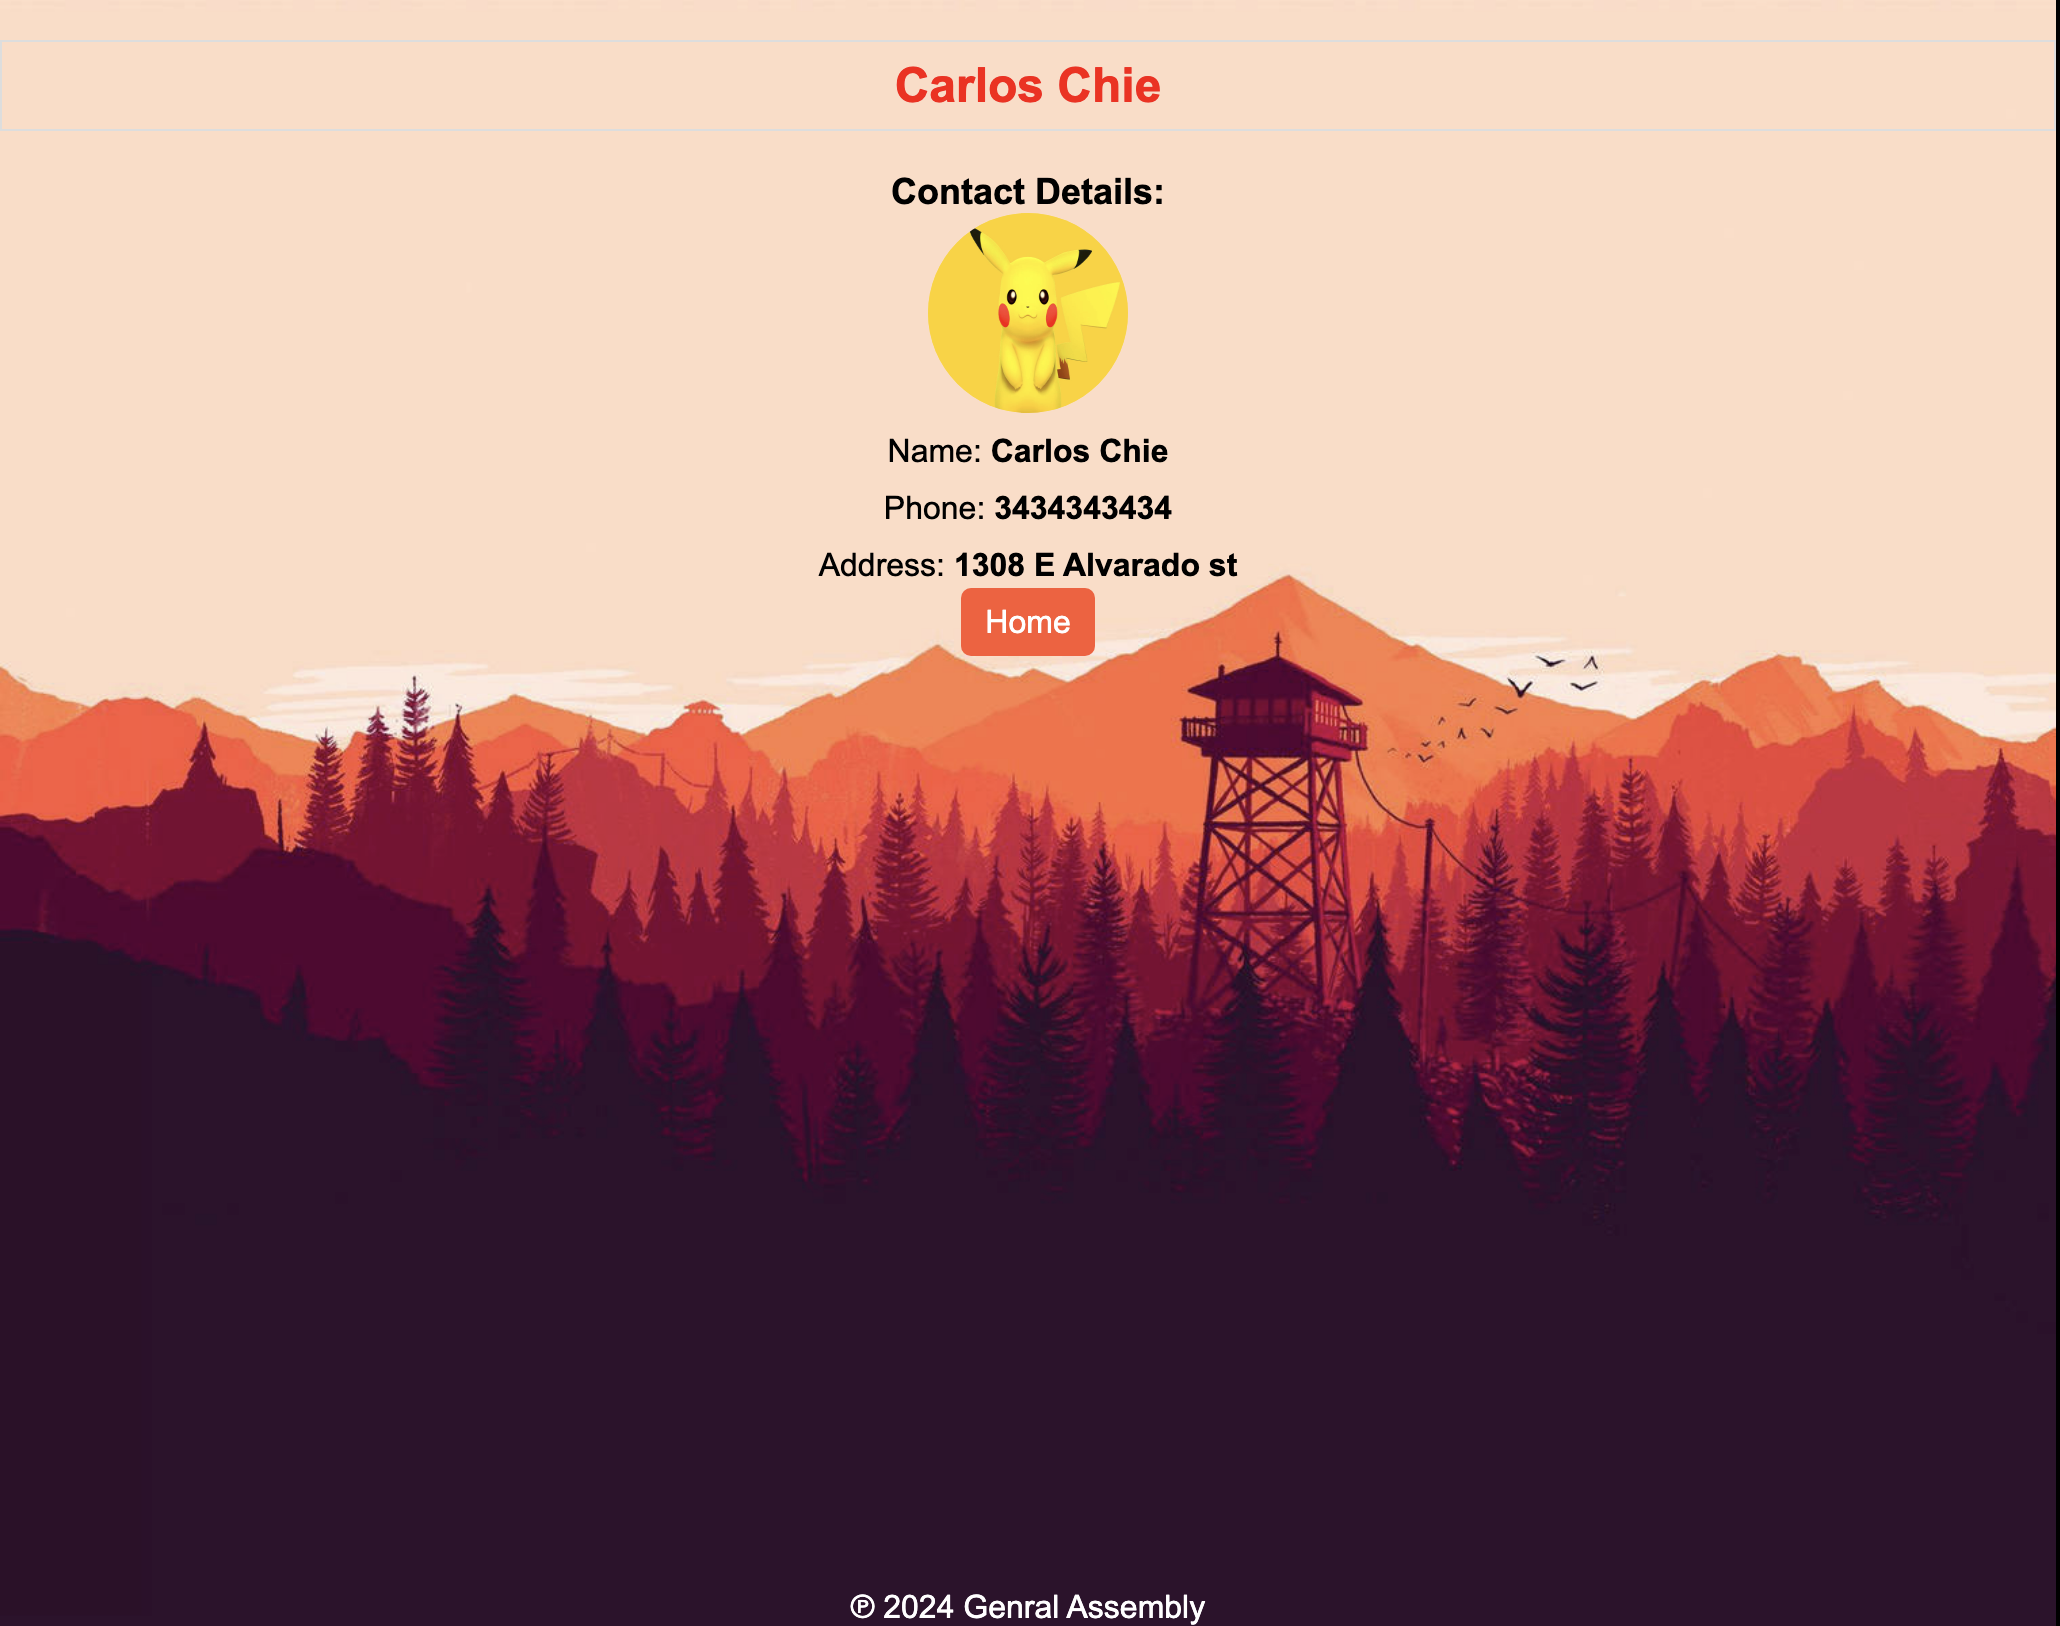 Carlos Chie
Contact Details:
Name: Carlos Chie
Phone: 3434343434
Address: 1308 E Alvarado st
Home
℗ 2024 Genral Assembly